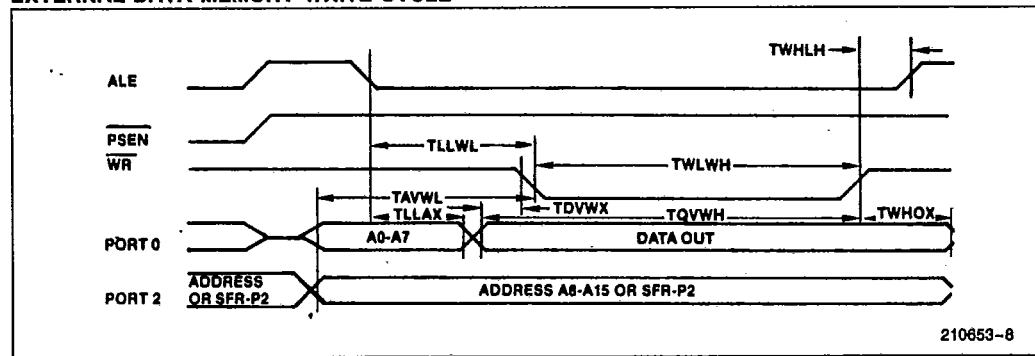 EXTERNAL DATA MEMORY WRITE CYCLE
TWHLH
ALE
PSEN
TLLWL
WR
TWLWH
TAVWL
TDVWX
TLLAX
TQVWH
TWHOX
PORT 0
A0-A7
DATA OUT
ADDRESS
OR SFR-P2
PORT 2
ADDRESS A8-A15 OR SFR-P2
210653-8